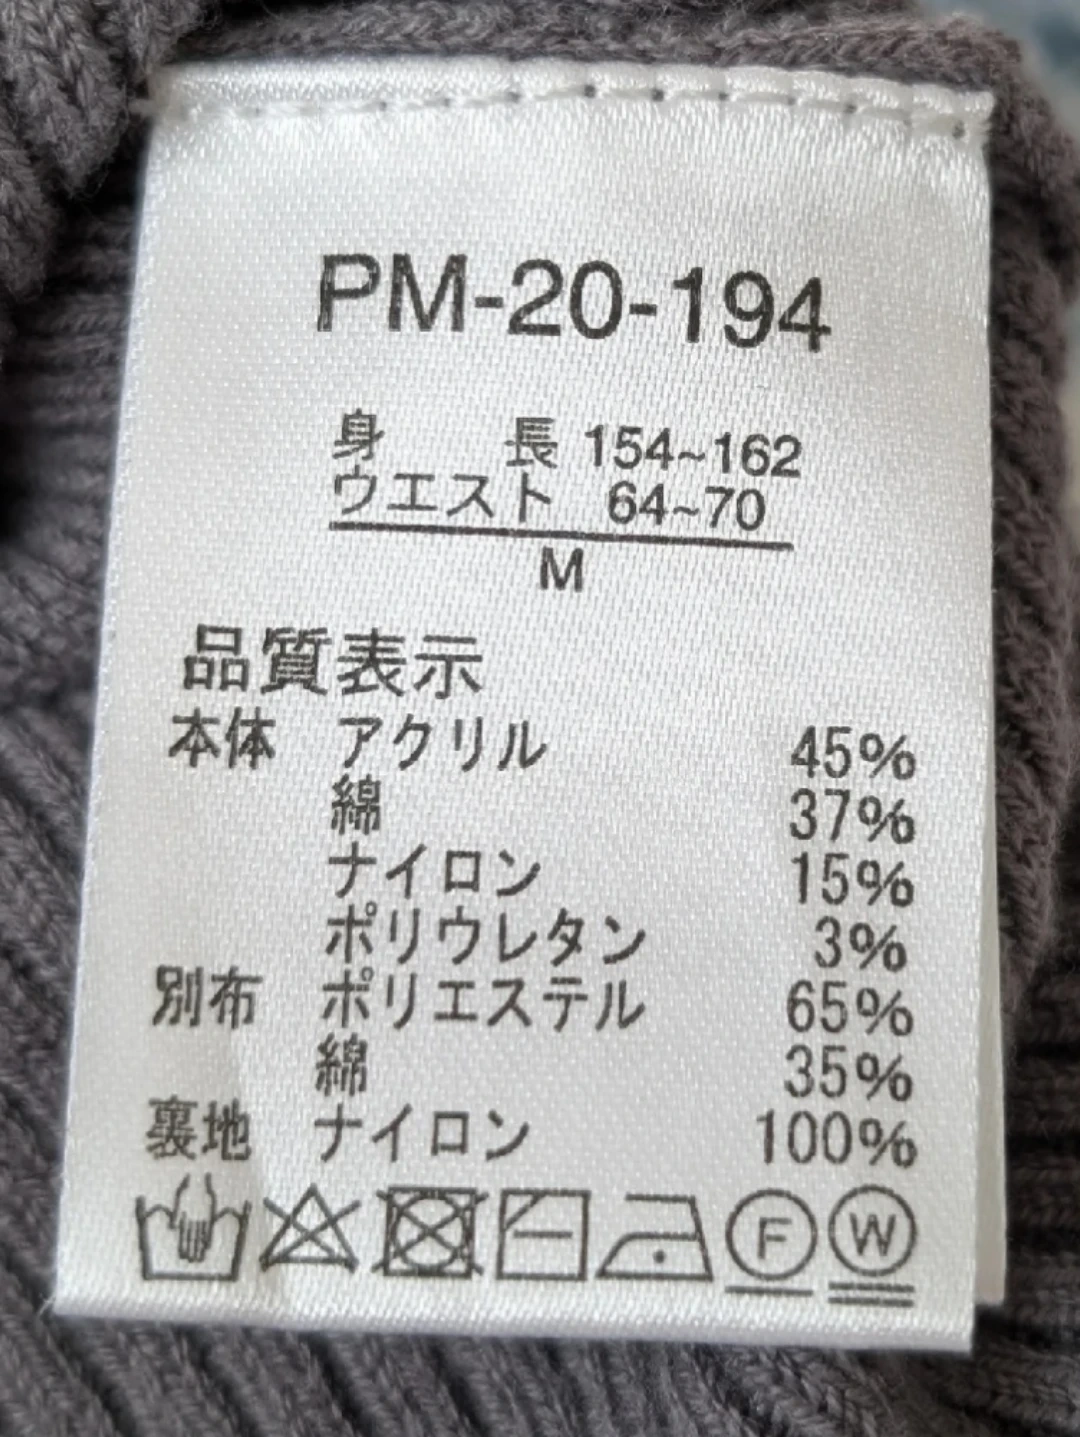 PM-20-194
身長 154~162
ウエスト 64~70
M
品質表示
本体 アクリル 45%
綿 37%
ナイロン 15%
ポリウレタン 3%
別布 ポリエステル 65%
綿 35%
裏地 ナイロン 100%
F W